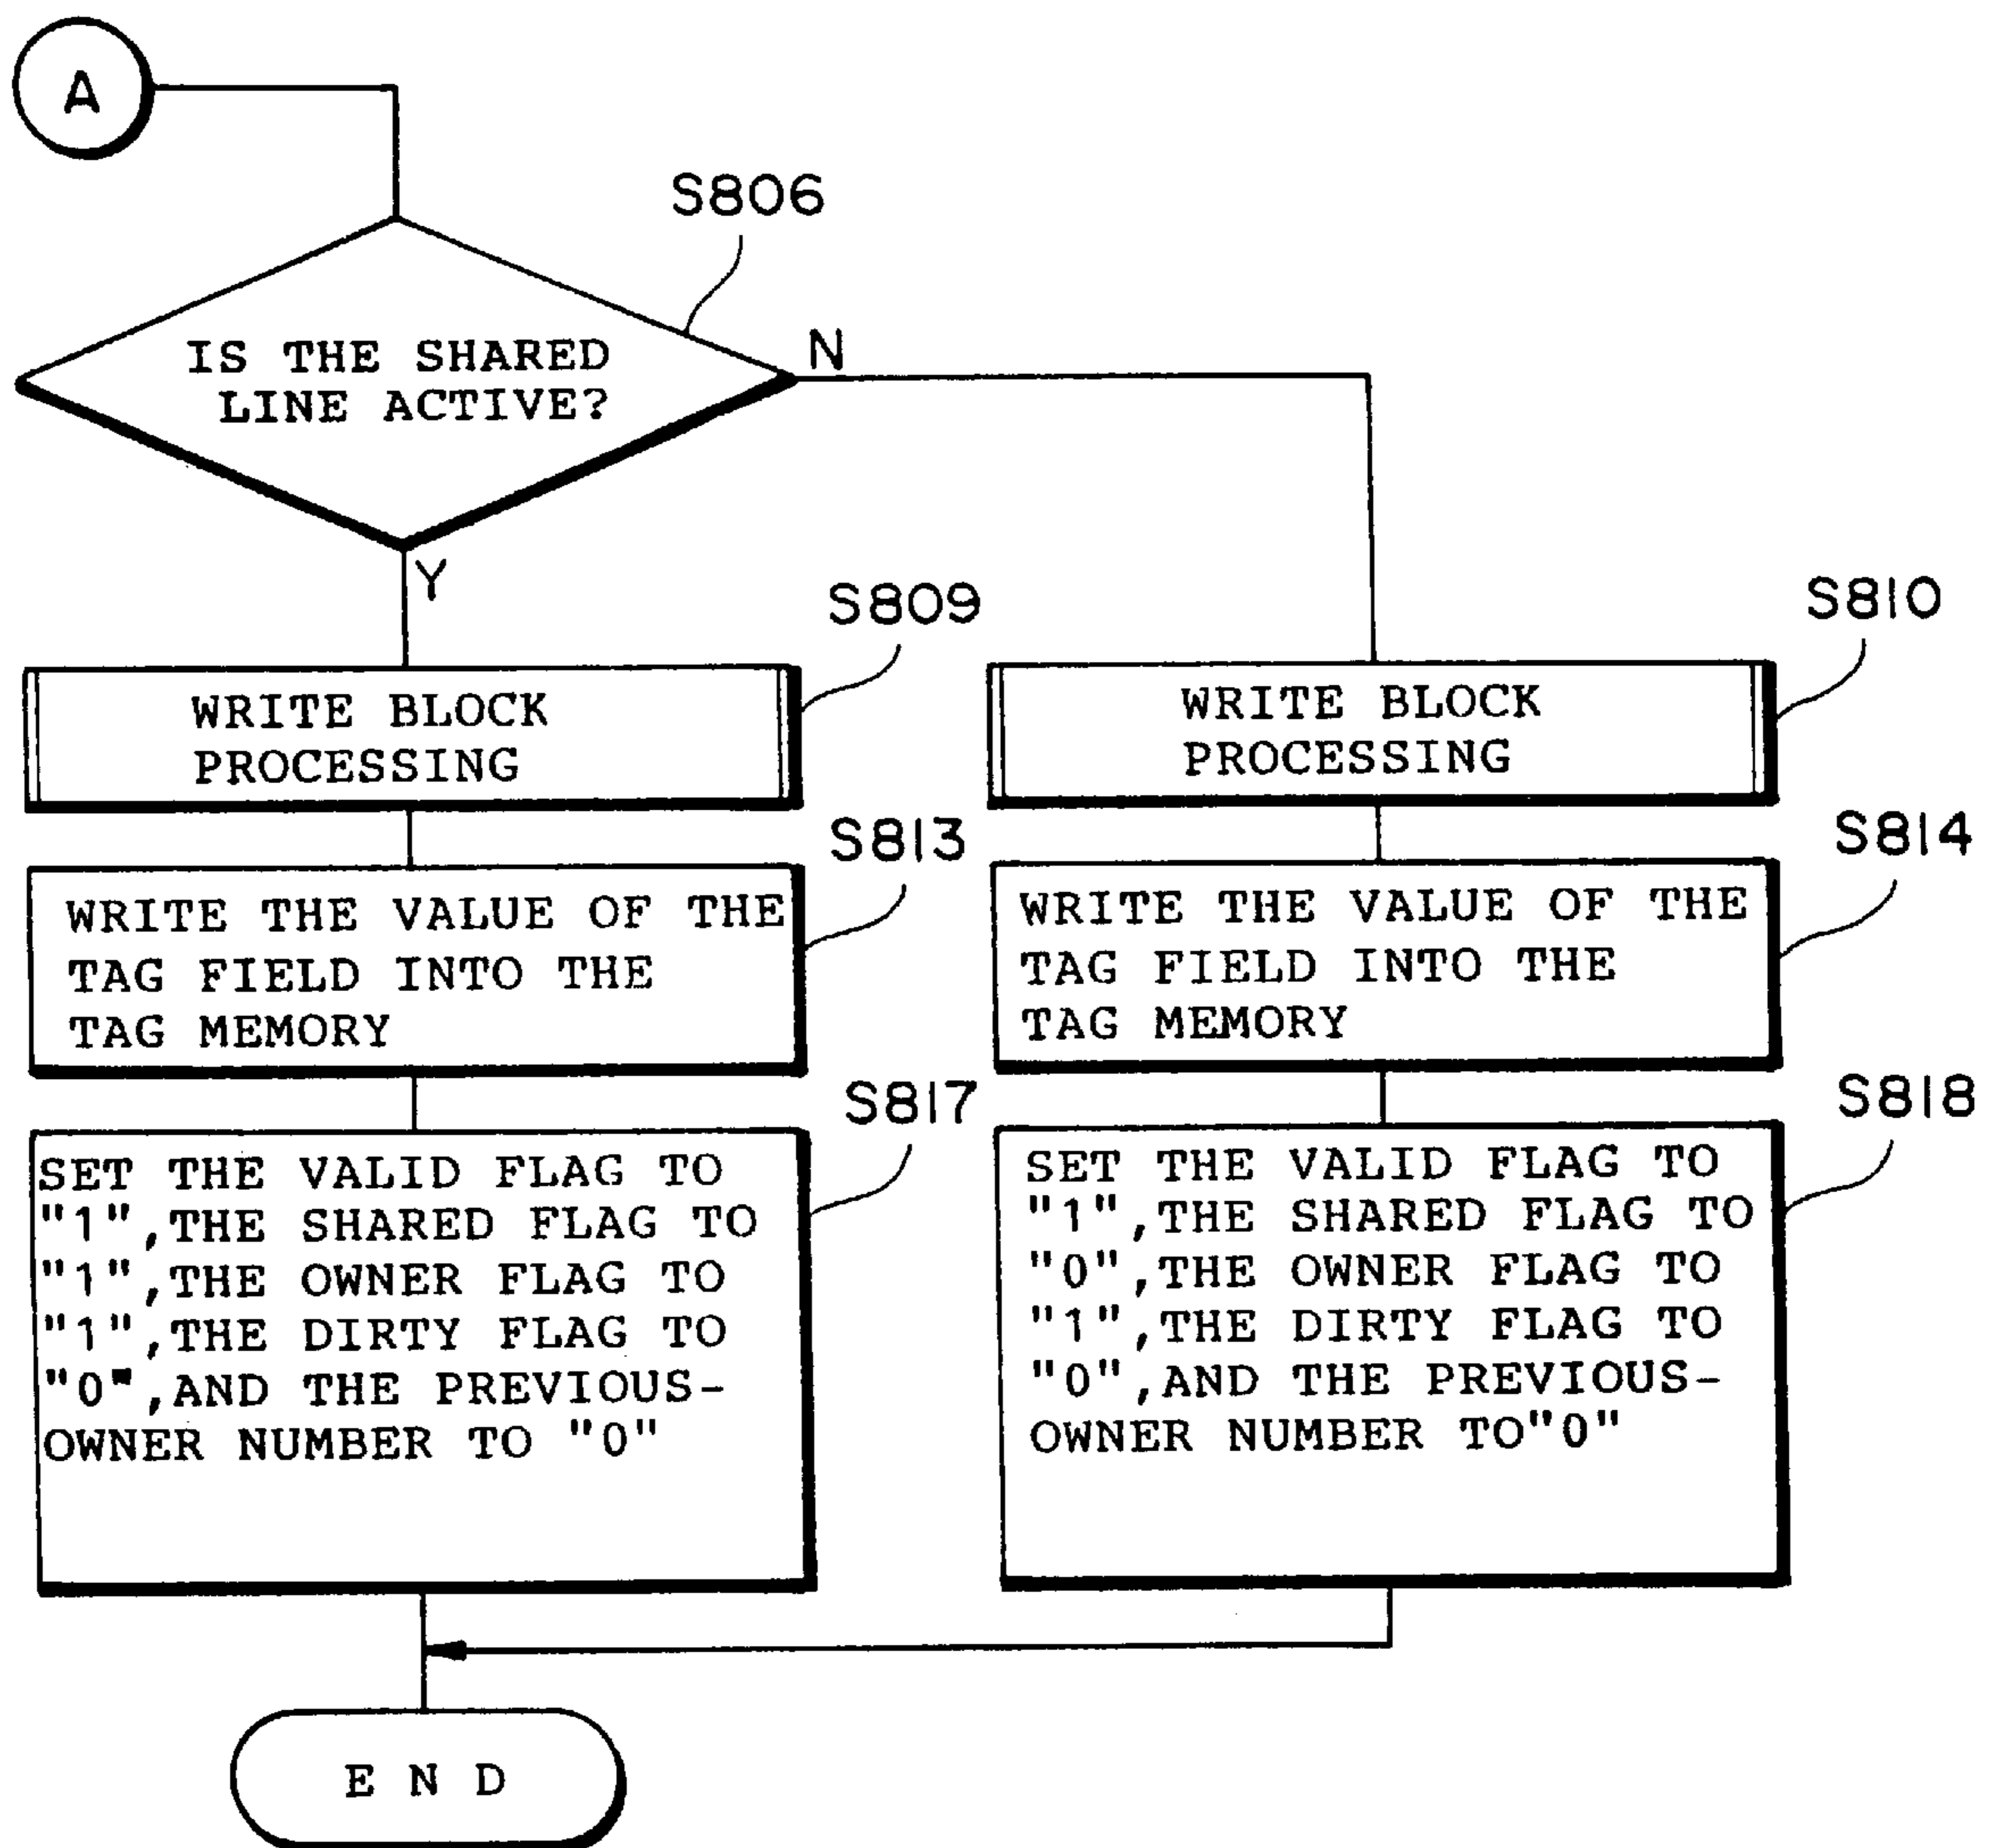 A
S806
IS THE SHARED
LINE ACTIVE?
N
Y
S809
WRITE BLOCK
PROCESSING
S813
WRITE THE VALUE OF THE
TAG FIELD INTO THE
TAG MEMORY
S817
SET THE VALID FLAG TO
"1",THE SHARED FLAG TO
"1",THE OWNER FLAG TO
"1",THE DIRTY FLAG TO
"0",AND THE PREVIOUS-
OWNER NUMBER TO "0"
S810
WRITE BLOCK
PROCESSING
S814
WRITE THE VALUE OF THE
TAG FIELD INTO THE
TAG MEMORY
S818
SET THE VALID FLAG TO
"1",THE SHARED FLAG TO
"0",THE OWNER FLAG TO
"1",THE DIRTY FLAG TO
"0",AND THE PREVIOUS-
OWNER NUMBER TO"0"
END